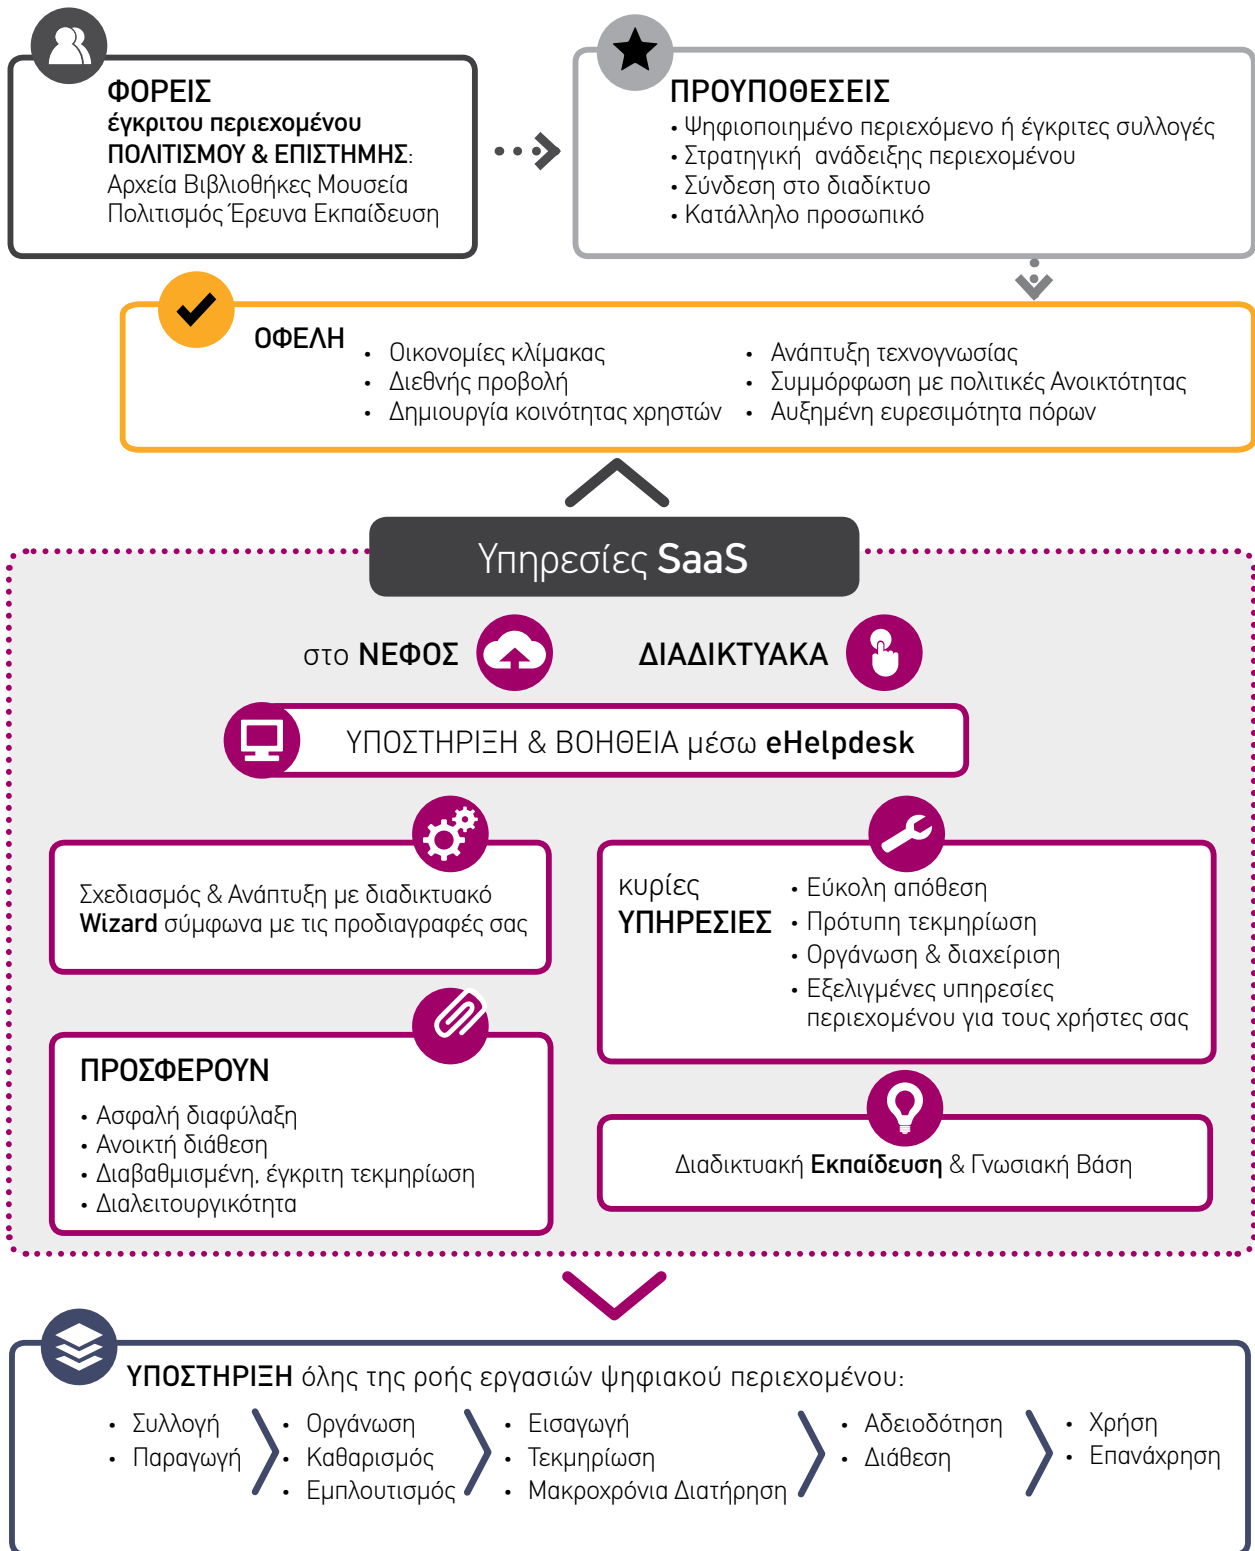 ΦΟΡΕΙΣ
έγκριτου περιεχομένου
ΠΟΛΙΤΙΣΜΟΥ & ΕΠΙΣΤΗΜΗΣ:
Αρχεία Βιβλιοθήκες Μουσεία
Πολιτισμός Έρευνα Εκπαίδευση
ΠΡΟΥΠΟΘΕΣΕΙΣ
• Ψηφιοποιημένο περιεχόμενο ή έγκριτες συλλογές
• Στρατηγική ανάδειξης περιεχομένου
• Σύνδεση στο διαδίκτυο
• Κατάλληλο προσωπικό
ΟΦΕΛΗ
• Οικονομίες κλίμακας
• Διεθνής προβολή
• Δημιουργία κοινότητας χρηστών
• Ανάπτυξη τεχνογνωσίας
• Συμμόρφωση με πολιτικές Ανοικτότητας
• Αυξημένη ευρεσιμότητα πόρων
Υπηρεσίες SaaS
στο ΝΕΦΟΣ
ΔΙΑΔΙΚΤΥΑΚΑ
ΥΠΟΣΤΗΡΙΞΗ & ΒΟΗΘΕΙΑ μέσω eHelpdesk
Σχεδιασμός & Ανάπτυξη με διαδικτυακό
Wizard σύμφωνα με τις προδιαγραφές σας
κυρίες
ΥΠΗΡΕΣΙΕΣ
• Εύκολη απόθεση
• Πρότυπη τεκμηρίωση
• Οργάνωση & διαχείριση
• Εξελιγμένες υπηρεσίες
περιεχομένου για τους χρήστες σας
ΠΡΟΣΦΕΡΟΥΝ
• Ασφαλή διαφύλαξη
• Ανοικτή διάθεση
• Διαβαθμισμένη, έγκριτη τεκμηρίωση
• Διαλειτουργικότητα
Διαδικτυακή Εκπαίδευση & Γνωσιακή Βάση
ΥΠΟΣΤΗΡΙΞΗ όλης της ροής εργασιών ψηφιακού περιεχομένου:
• Συλλογή
• Παραγωγή
• Οργάνωση
• Καθαρισμός
• Εμπλουτισμός
• Εισαγωγή
• Τεκμηρίωση
• Μακροχρόνια Διατήρηση
• Αδειοδότηση
• Διάθεση
• Χρήση
• Επανάχρηση